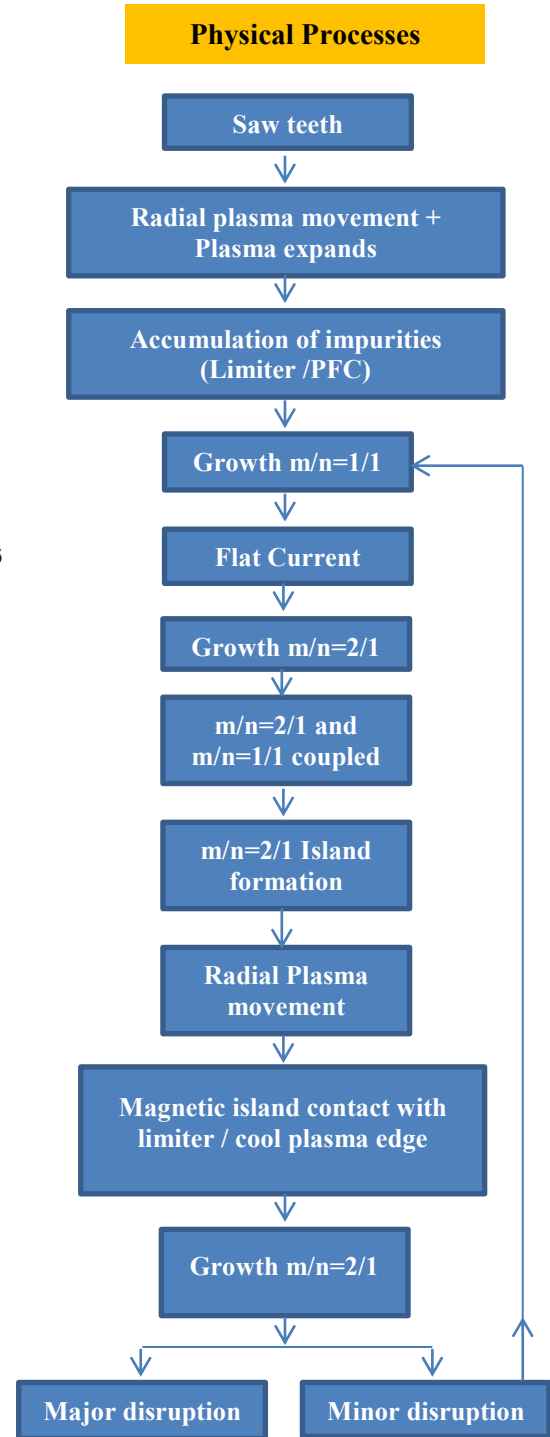 Physical Processes
Saw teeth
Radial plasma movement +
Plasma expands
Accumulation of impurities
(Limiter /PFC)
Growth m/n=1/1
Flat Current
Growth m/n=2/1
m/n=2/1 and
m/n=1/1 coupled
m/n=2/1 Island
formation
Radial Plasma
movement
Magnetic island contact with
limiter / cool plasma edge
Growth m/n=2/1
Major disruption
Minor disruption